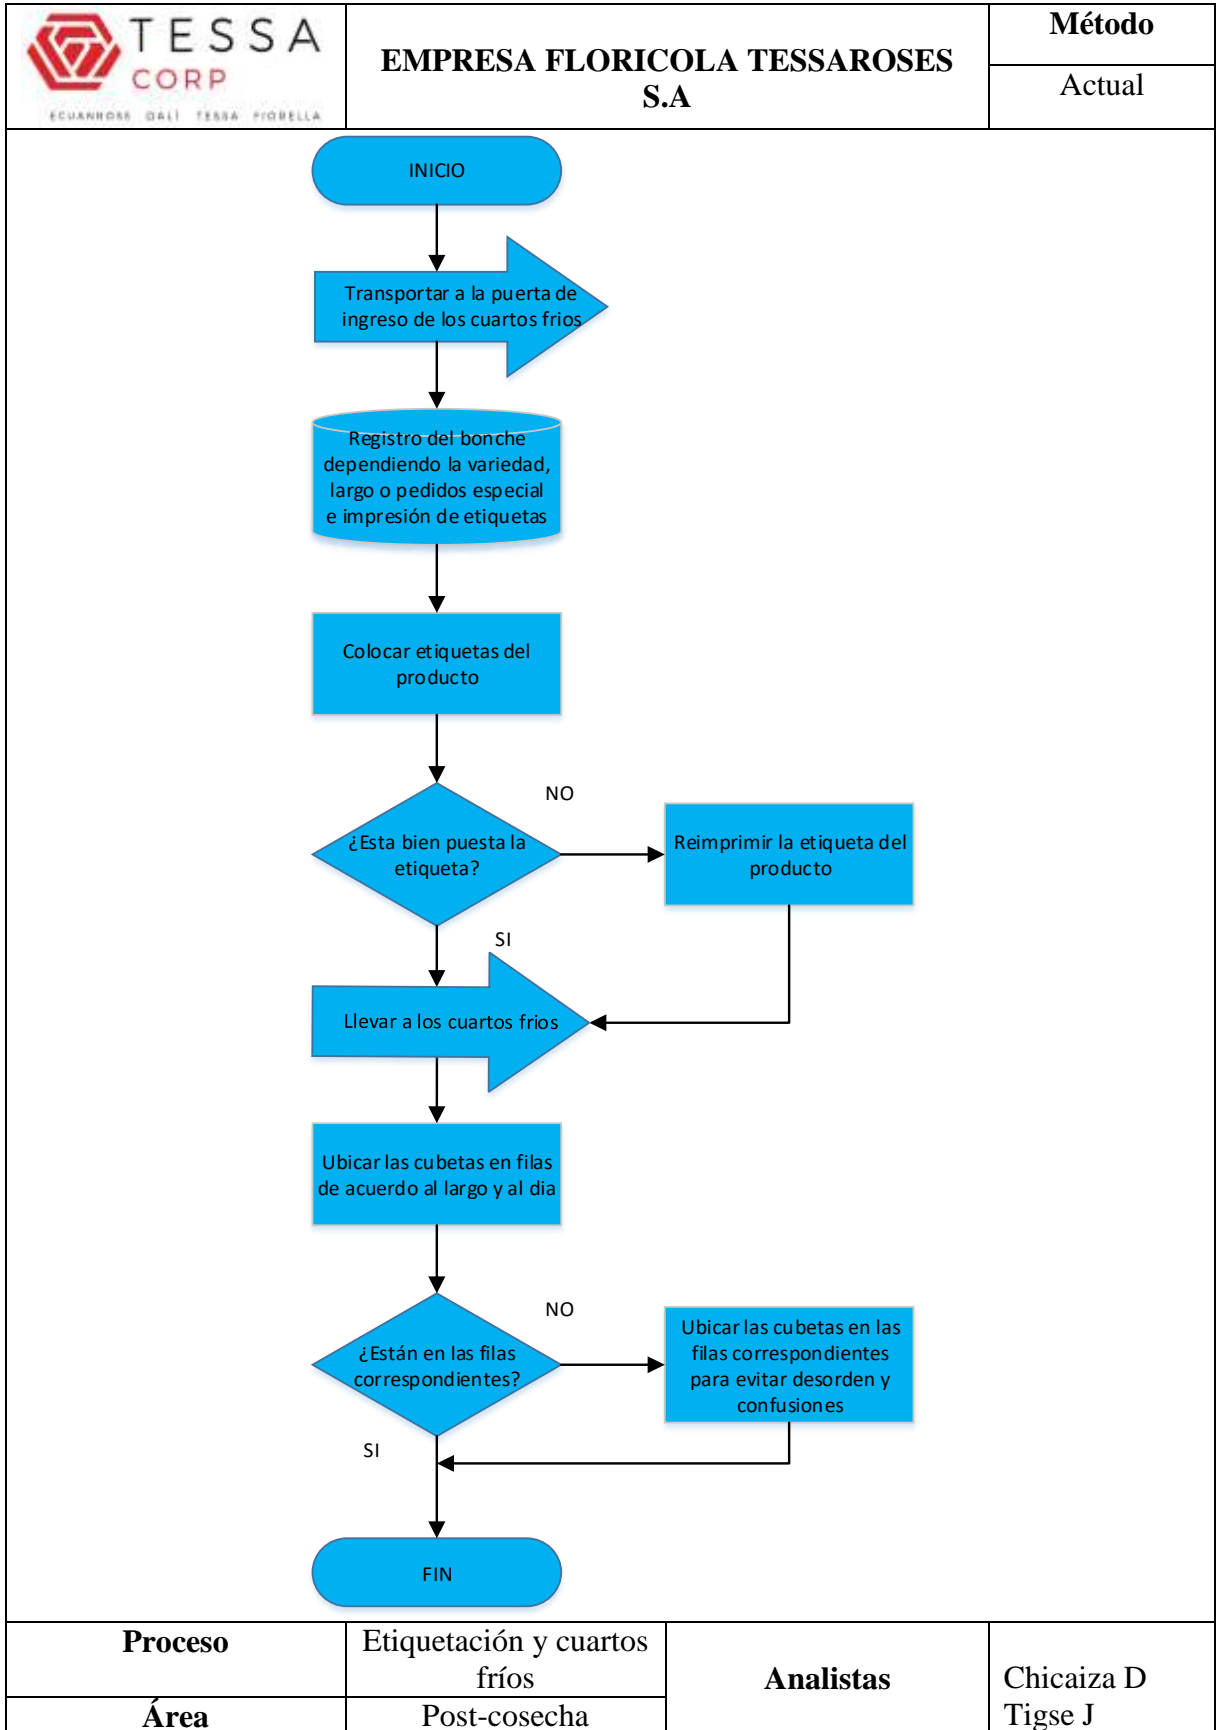 TESSA
CORP
ECUANROSE DALÍ TESSA FIORELLA
EMPRESA FLORICOLA TESSAROSES
S.A
Método
Actual
INICIO
Transportar a la puerta de
ingreso de los cuartos frios
Registro del bonche
dependiendo la variedad,
largo o pedidos especial
e impresión de etiquetas
Colocar etiquetas del
producto
¿Esta bien puesta la
etiqueta?
NO
Reimprimir la etiqueta del
producto
SI
Llevar a los cuartos frios
Ubicar las cubetas en filas
de acuerdo al largo y al dia
¿Están en las filas
correspondientes?
NO
Ubicar las cubetas en las
filas correspondientes
para evitar desorden y
confusiones
SI
FIN
Proceso
Etiquetación y cuartos
fríos
Analistas
Chicaiza D
Tigse J
Área
Post-cosecha